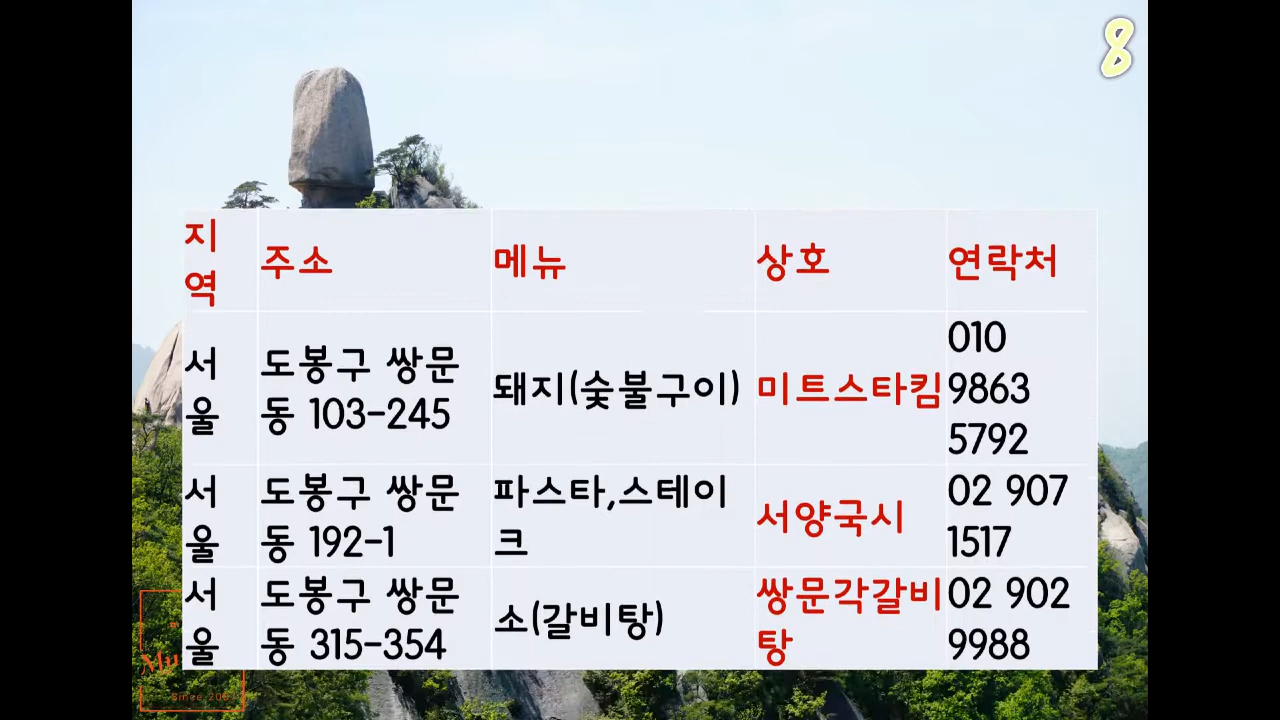 8
지역 주소 메뉴 상호 연락처
서울 도봉구 쌍문동 103-245 돼지(숯불구이) 미트스타킴 010 9863 5792
서울 도봉구 쌍문동 192-1 파스타,스테이크 서양국시 02 907 1517
서울 도봉구 쌍문동 315-354 소(갈비탕) 쌍문각갈비탕 02 902 9988
Since